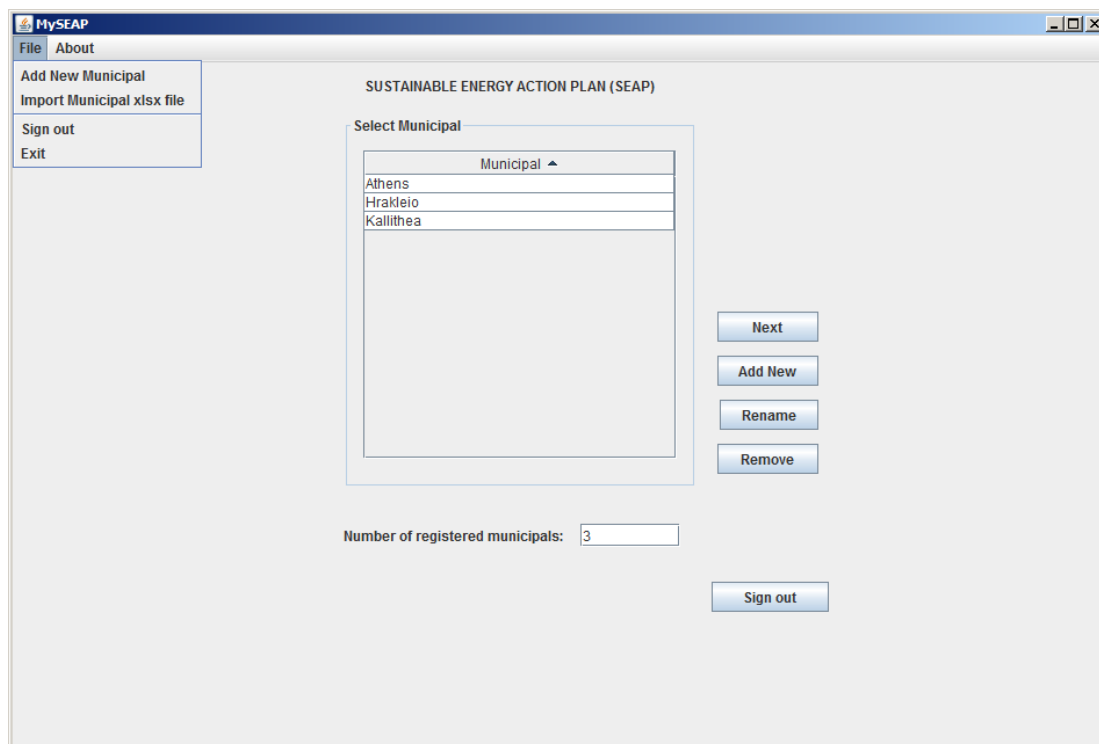 MySEAP
File About
Add New Municipal
Import Municipal xlsx file
Sign out
Exit
SUSTAINABLE ENERGY ACTION PLAN (SEAP)
Select Municipal
Municipal
Athens
Hrakleio
Kallithea
Next
Add New
Rename
Remove
Number of registered municipals: 3
Sign out